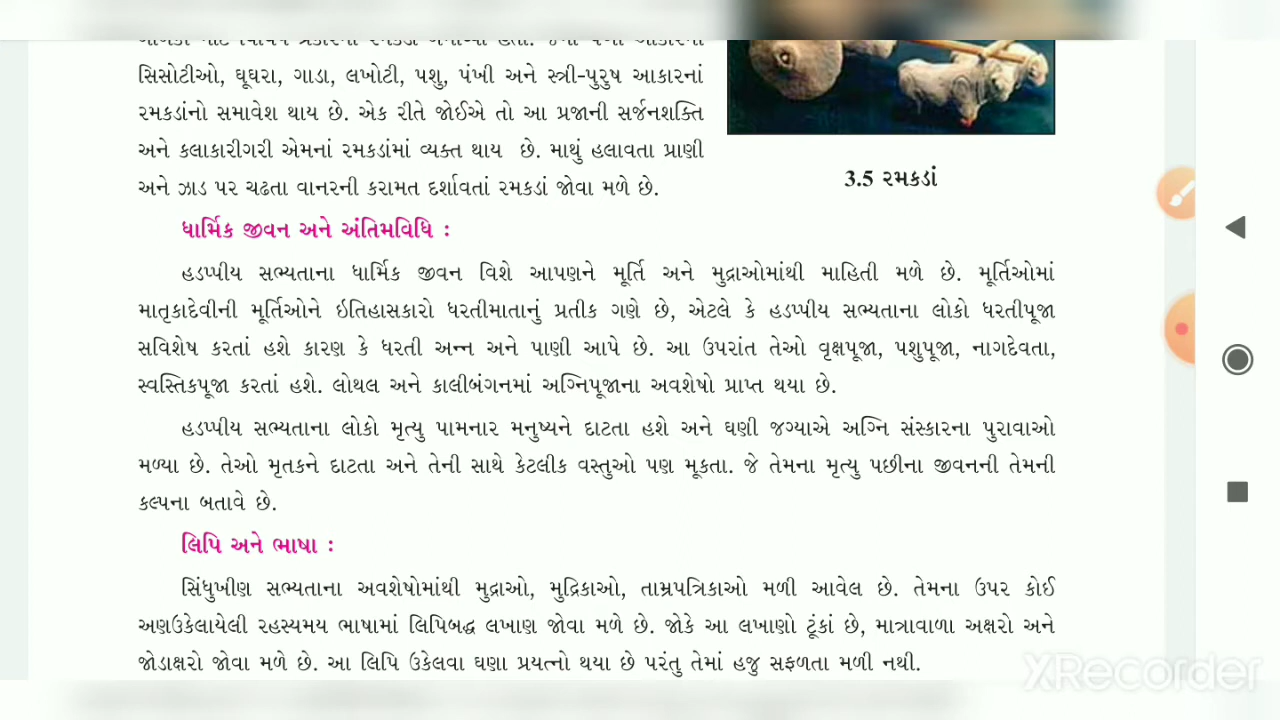 સિસોટીઓ, ઘૂઘરા, ગાડા, લખોટી, પશુ, પંખી અને સ્ત્રી-પુરુષ આકારનાં
રમકડાંનો સમાવેશ થાય છે. એક રીતે જોઈએ તો આ પ્રજાની સર્જનશક્તિ
અને કલાકારીગરી એમનાં રમકડાંમાં વ્યક્ત થાય છે. માથું હલાવતા પ્રાણી
અને ઝાડ પર ચઢતા વાનરની કરામત દર્શાવતાં રમકડાં જોવા મળે છે.
3.5 રમકડાં
ધાર્મિક જીવન અને અંતિમવિધિ :
હડપ્પીય સભ્યતાના ધાર્મિક જીવન વિશે આપણને મૂર્તિ અને મુદ્રાઓમાંથી માહિતી મળે છે. મૂર્તિઓમાં
માતૃકાદેવીની મૂર્તિઓને ઇતિહાસકારો ધરતીમાતાનું પ્રતીક ગણે છે, એટલે કે હડપ્પીય સભ્યતાના લોકો ધરતીપૂજા
સવિશેષ કરતાં હશે કારણ કે ધરતી અન્ન અને પાણી આપે છે. આ ઉપરાંત તેઓ વૃક્ષપૂજા, પશુપૂજા, નાગદેવતા,
સ્વસ્તિકપૂજા કરતાં હશે. લોથલ અને કાલીબંગનમાં અગ્નિપૂજાના અવશેષો પ્રાપ્ત થયા છે.
હડપ્પીય સભ્યતાના લોકો મૃત્યુ પામનાર મનુષ્યને દાટતા હશે અને ઘણી જગ્યાએ અગ્નિ સંસ્કારના પુરાવાઓ
મળ્યા છે. તેઓ મૃતકને દાટતા અને તેની સાથે કેટલીક વસ્તુઓ પણ મૂકતા. જે તેમના મૃત્યુ પછીના જીવનની તેમની
કલ્પના બતાવે છે.
લિપિ અને ભાષા :
સિંધુખીણ સભ્યતાના અવશેષોમાંથી મુદ્રાઓ, મુદ્રિકાઓ, તામ્રપત્રિકાઓ મળી આવેલ છે. તેમના ઉપર કોઈ
અણઉકેલાયેલી રહસ્યમય ભાષામાં લિપિબદ્ધ લખાણ જોવા મળે છે. જોકે આ લખાણો ટૂંકાં છે, માત્રાવાળા અક્ષરો અને
જોડાક્ષરો જોવા મળે છે. આ લિપિ ઉકેલવા ઘણા પ્રયત્નો થયા છે પરંતુ તેમાં હજુ સફળતા મળી નથી.
XRecorder